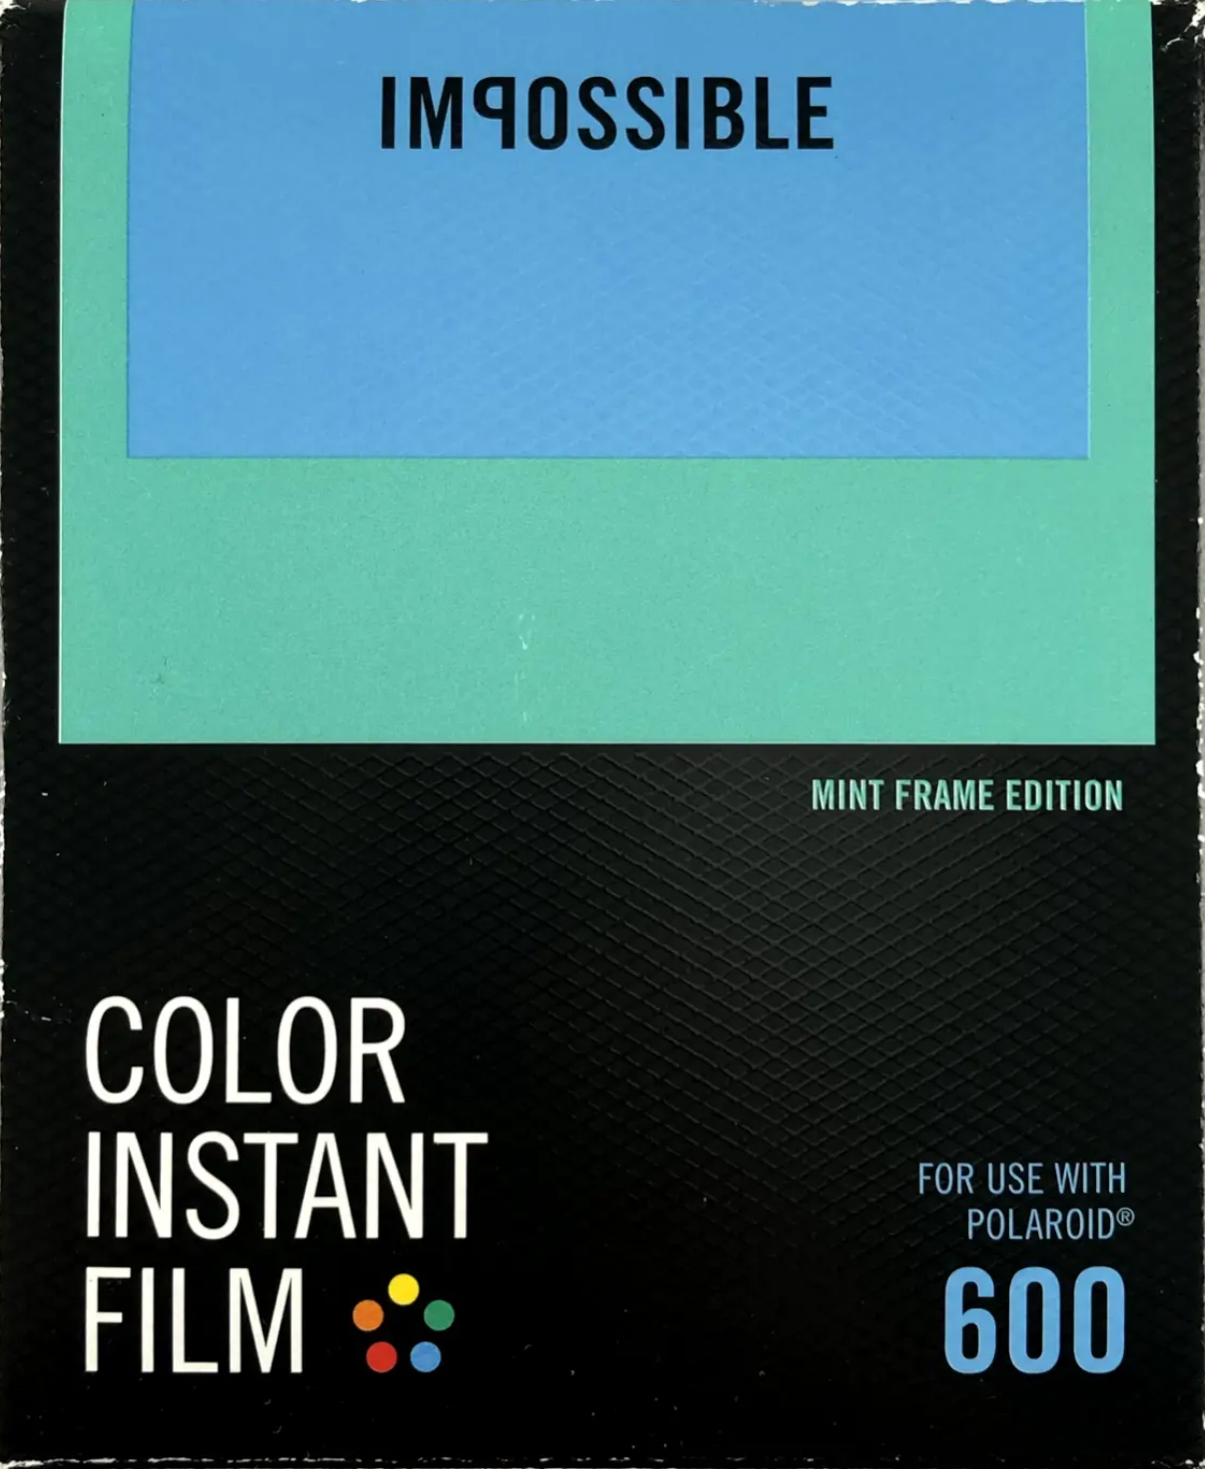 IMPOSSIBLE
MINT FRAME EDITION
COLOR
INSTANT
FILM
FOR USE WITH
POLAROID®
600